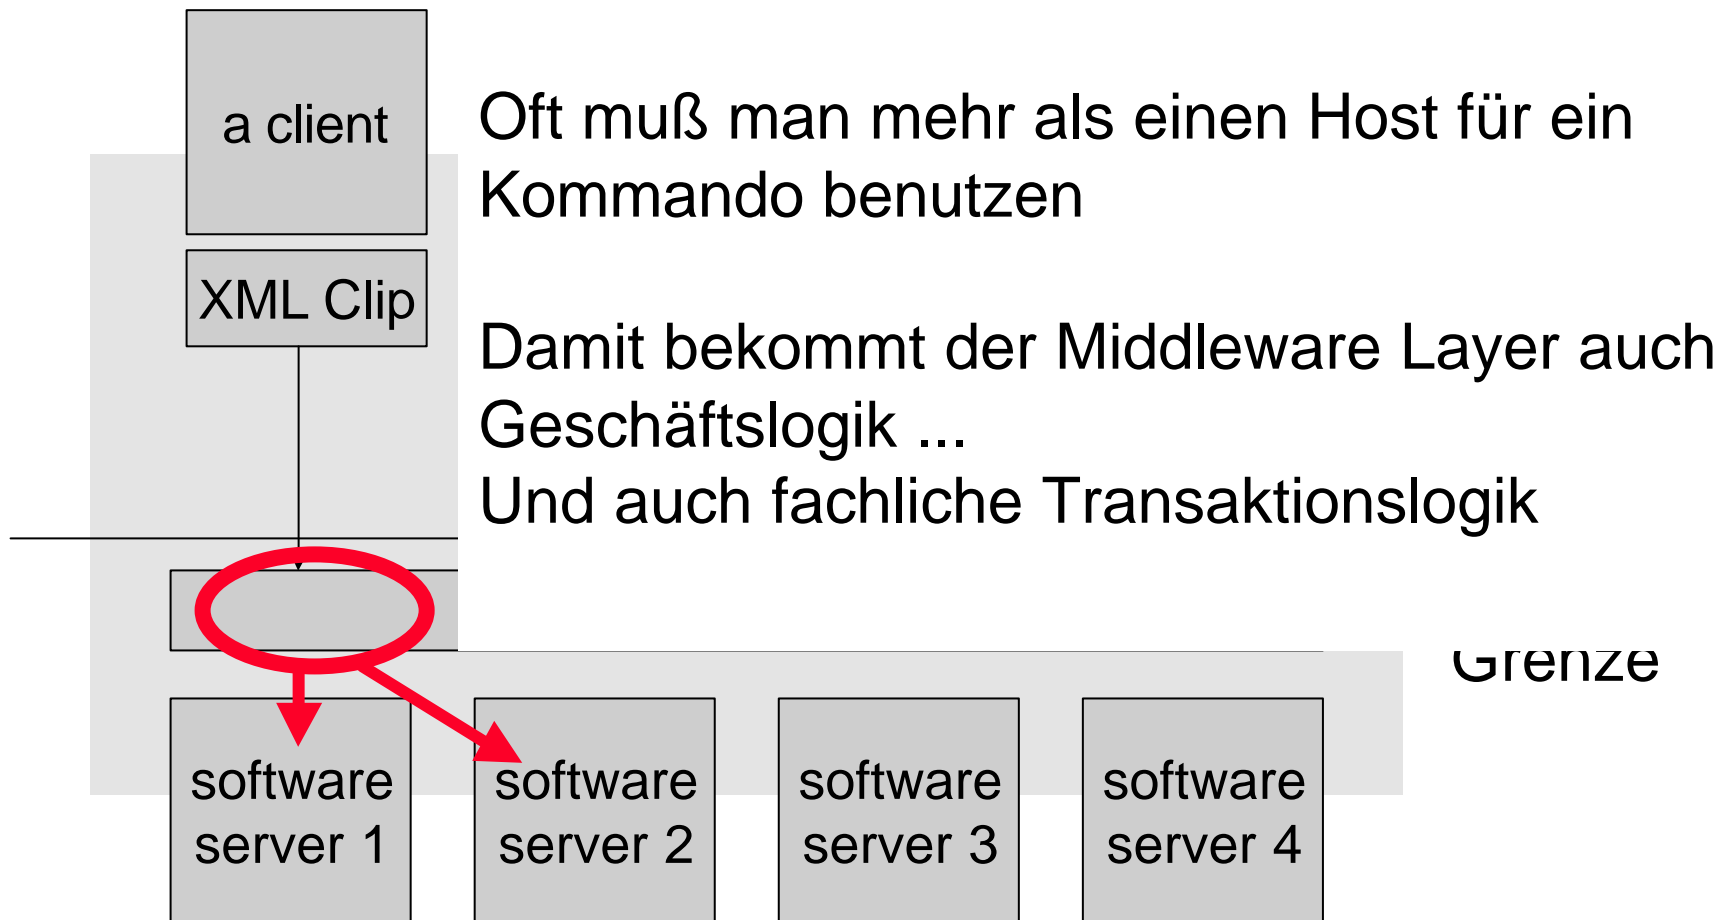 a client
Oft muß man mehr als einen Host für ein
Kommando benutzen
XML Clip
Damit bekommt der Middleware Layer auch
Geschäftslogik ...
Und auch fachliche Transaktionslogik
Grenze
software
server 1
software
server 2
software
server 3
software
server 4